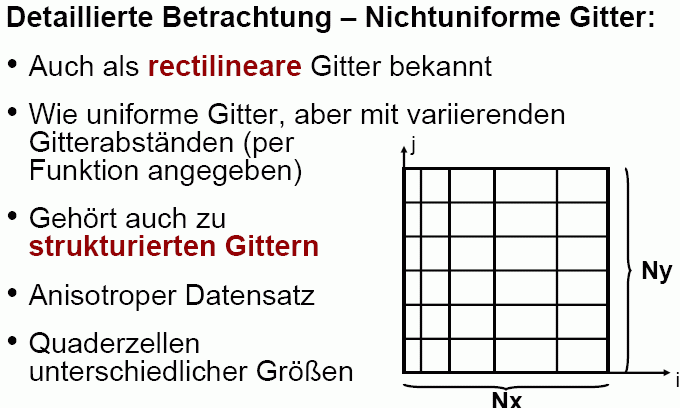 Detaillierte Betrachtung – Nichtuniforme Gitter:
• Auch als rectilineare Gitter bekannt
• Wie uniforme Gitter, aber mit variierenden
Gitterabständen (per
Funktion angegeben)
• Gehört auch zu
strukturierten Gittern
• Anisotroper Datensatz
• Quaderzellen
unterschiedlicher Größen
j
Ny
i
Nx